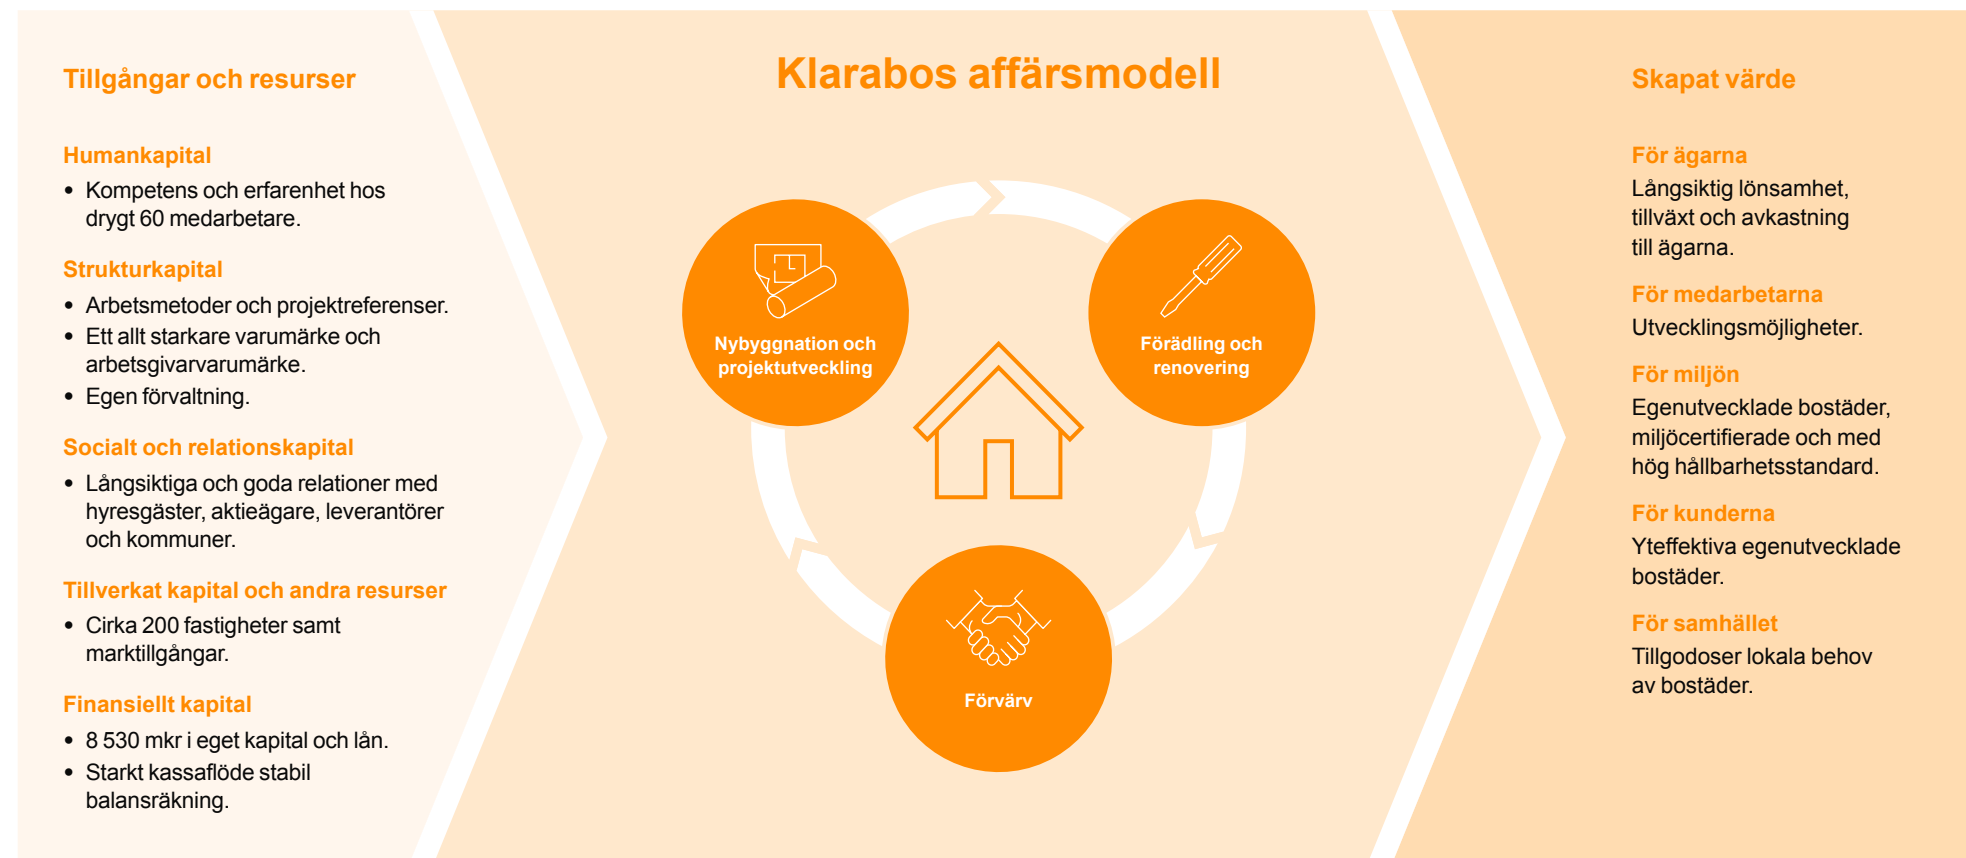 Tillgångar och resurser
Humankapital
• Kompetens och erfarenhet hos
drygt 60 medarbetare.
Strukturkapital
• Arbetsmetoder och projektreferenser.
• Ett allt starkare varumärke och
arbetsgivarvarumärke.
• Egen förvaltning.
Socialt och relationskapital
• Långsiktiga och goda relationer med
hyresgäster, aktieägare, leverantörer
och kommuner.
Tillverkat kapital och andra resurser
• Cirka 200 fastigheter samt
marktillgångar.
Finansiellt kapital
• 8 530 mkr i eget kapital och lån.
• Starkt kassaflöde stabil
balansräkning.
Klarabos affärsmodell
Nybyggnation och
projektutveckling
Förädling och
renovering
Förvärv
Skapat värde
För ägarna
Långsiktig lönsamhet,
tillväxt och avkastning
till ägarna.
För medarbetarna
Utvecklingsmöjligheter.
För miljön
Egenutvecklade bostäder,
miljöcertifierade och med
hög hållbarhetsstandard.
För kunderna
Yteffektiva egenutvecklade
bostäder.
För samhället
Tillgodoser lokala behov
av bostäder.